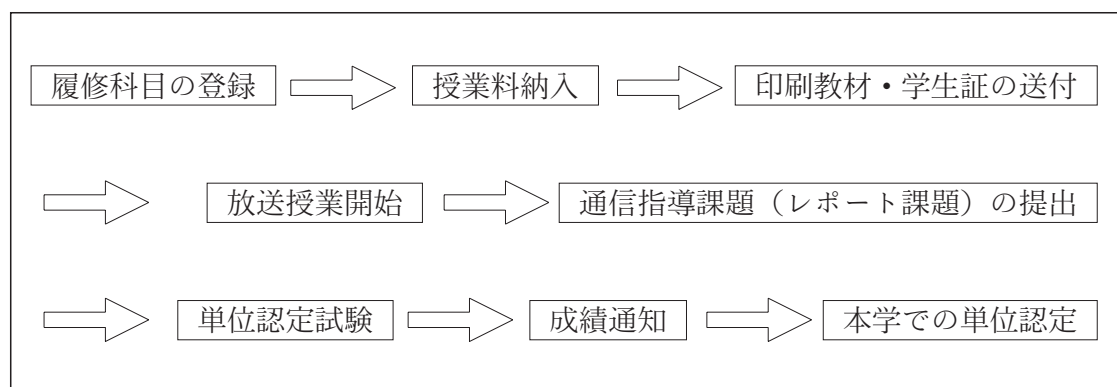 履修科目の登録 授業料納入 印刷教材・学生証の送付
放送授業開始 通信指導課題（レポート課題）の提出
単位認定試験 成績通知 本学での単位認定